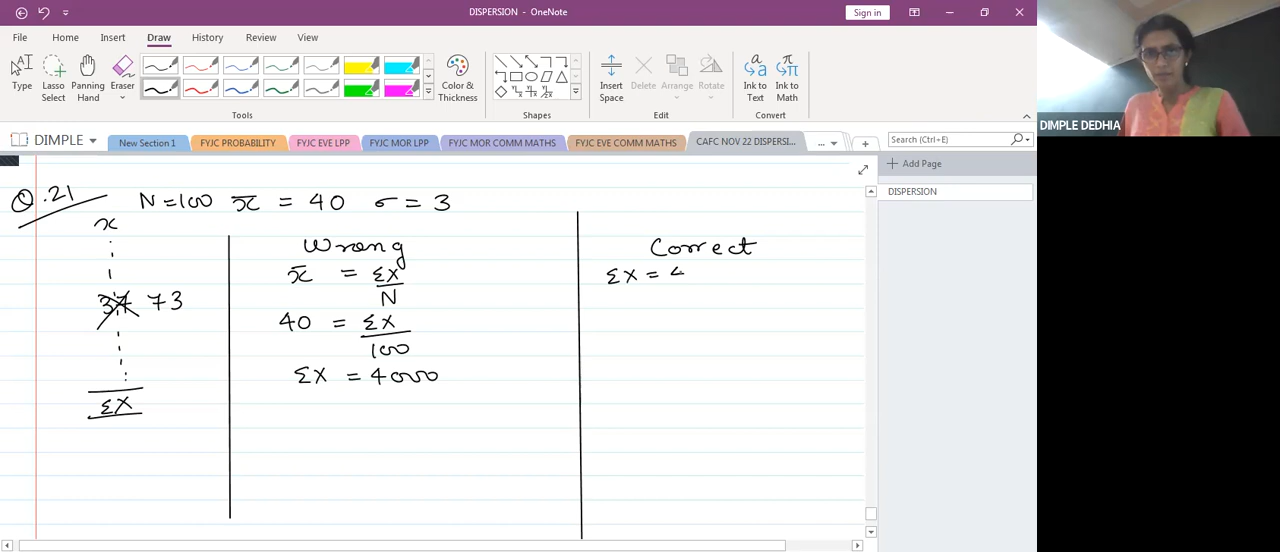 DISPERSION - OneNote
Sign in
File Home Insert Draw History Review View
Type
Lasso Select
Panning Hand
Eraser
Color & Thickness
Insert Space
Delete
Arrange
Rotate
Ink to Text
Ink to Math
Tools
Shapes
Edit
Convert
DIMPLE
New Section 1
FYJC PROBABILITY
FYJC EVE LPP
FYJC MOR LPP
FYJC MOR COMM MATHS
FYJC EVE COMM MATHS
CAFC NOV 22 DISPERSI...
Search (Ctrl+E)
Add Page
DISPERSION
DIMPLE DEDHIA
Q.21 N=100 x̄ = 40 σ = 3
x
37 73
ΣX
Wrong
x̄ = ΣX/N
40 = ΣX/100
ΣX = 4000
Correct
ΣX = 4